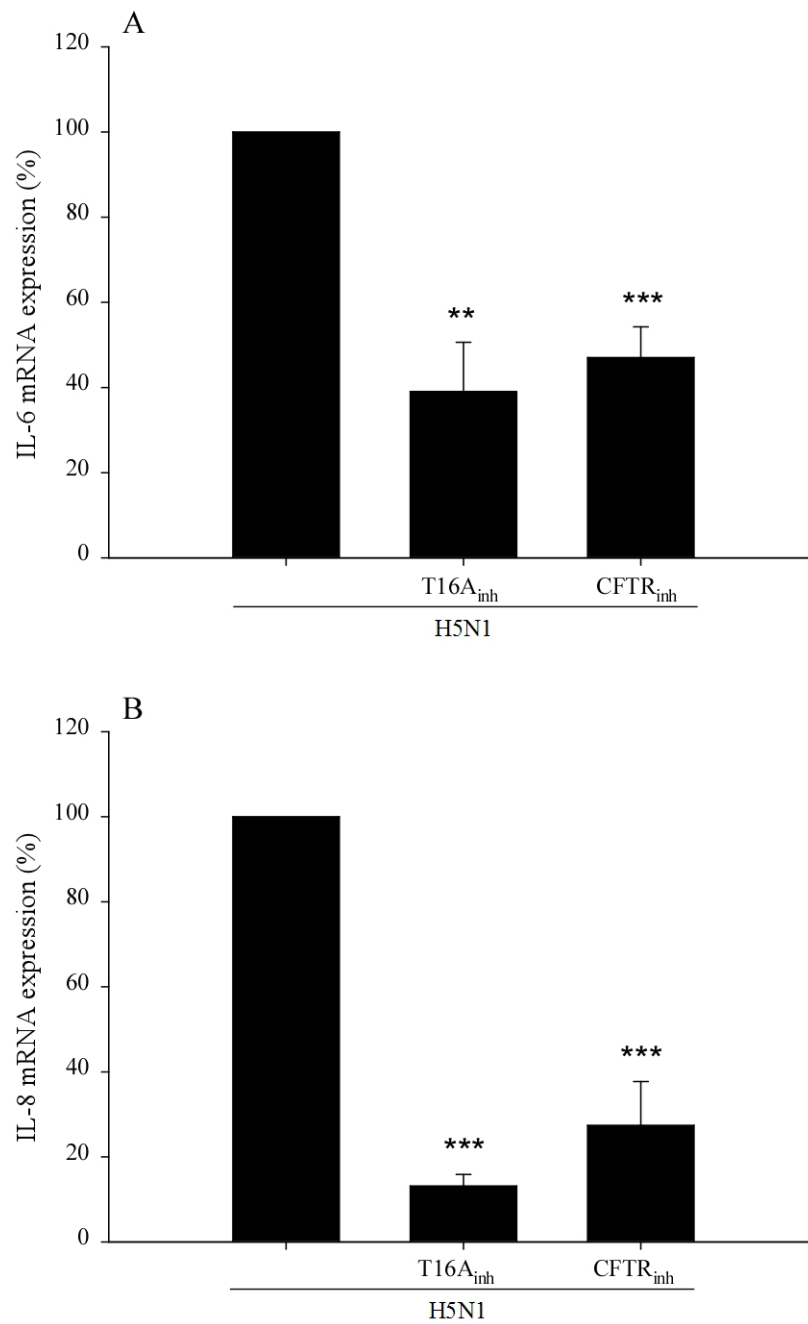 A
120
100
80
60
40
20
0
IL-6 mRNA expression (%)
**
***
T16Ainh CFTRinh
H5N1
B
120
100
80
60
40
20
0
IL-8 mRNA expression (%)
***
***
T16Ainh CFTRinh
H5N1